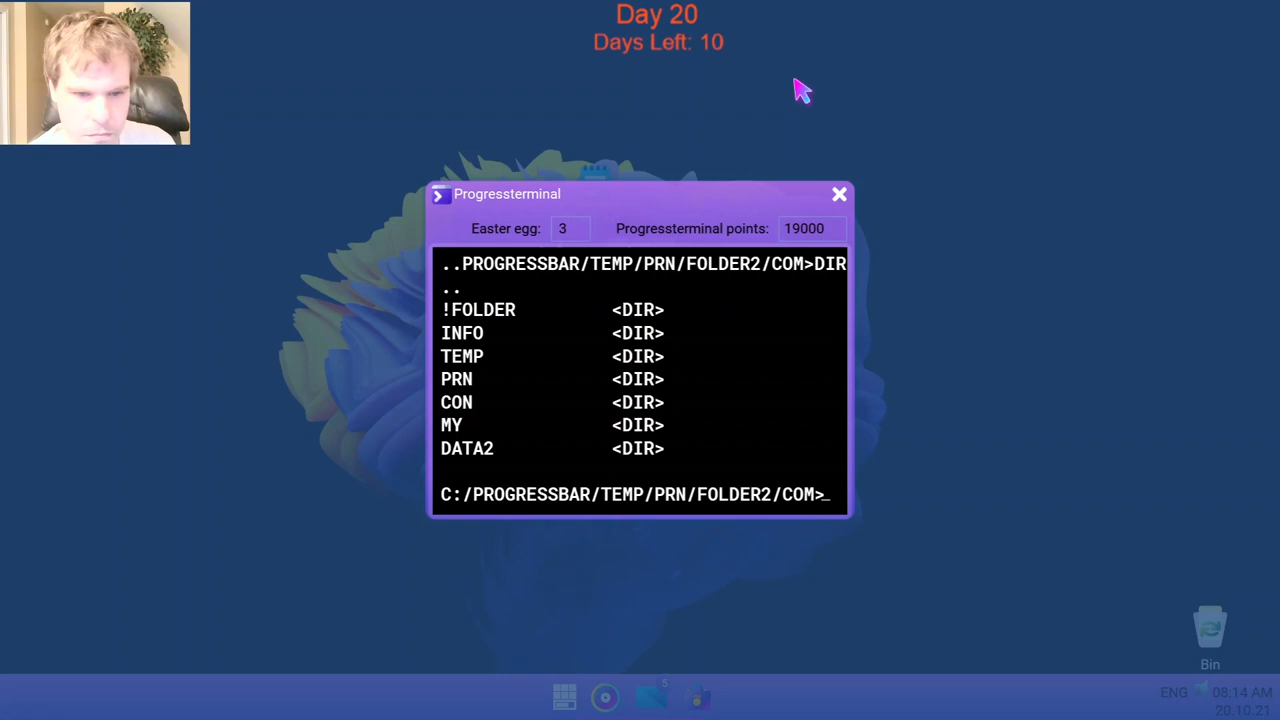 Day 20
Days Left: 10
Progressterminal
Easter egg: 3 Progressterminal points: 19000
..PROGRESSBAR/TEMP/PRN/FOLDER2/COM>DIR
..
!FOLDER <DIR>
INFO <DIR>
TEMP <DIR>
PRN <DIR>
CON <DIR>
MY <DIR>
DATA2 <DIR>
C:/PROGRESSBAR/TEMP/PRN/FOLDER2/COM>_
Bin
5
ENG 08:14 AM
20.10.21